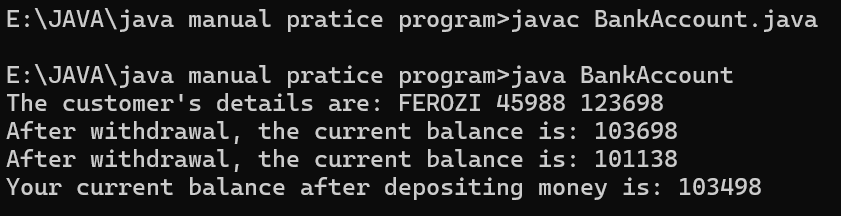 E:\JAVA\java manual pratice program>javac BankAccount.java
E:\JAVA\java manual pratice program>java BankAccount
The customer's details are: FEROZI 45988 123698
After withdrawal, the current balance is: 103698
After withdrawal, the current balance is: 101138
Your current balance after depositing money is: 103498